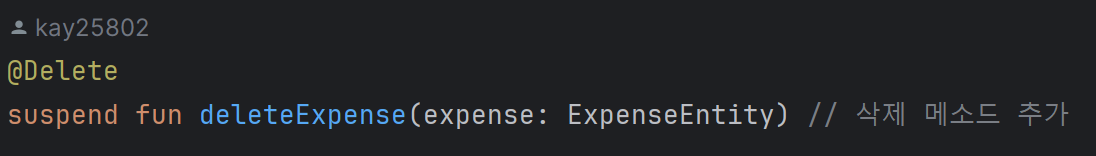 kay25802
@Delete
suspend fun deleteExpense(expense: ExpenseEntity) // 삭제 메소드 추가